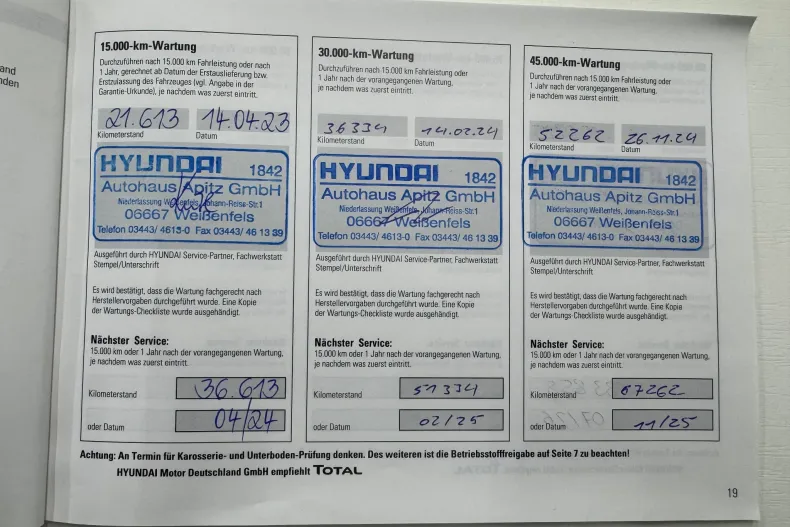 and
nden
15.000-km-Wartung
Durchzuführen nach 15.000 km Fahrleistung oder nach
1 Jahr, gerechnet ab Datum der Erstauslieferung bzw.
Erstzulassung des Fahrzeuges (vgl. Angabe in der
Garantie-Urkunde), je nachdem was zuerst eintritt.
21.613 14.04.23
Kilometerstand Datum
HYUNDAI 1842
Autohaus Apitz GmbH
Niederlassung Weißenfels, Johann-Reise-Str.1
06667 Weißenfels
Telefon 03443/ 4613-0 Fax 03443/ 46 13 39
Ausgeführt durch HYUNDAI Service-Partner, Fachwerkstatt
Stempel/Unterschrift
Es wird bestätigt, dass die Wartung fachgerecht nach
Herstellervorgaben durchgeführt wurde. Eine Kopie
der Wartungs-Checkliste wurde ausgehändigt.
Nächster Service:
15.000 km oder 1 Jahr nach der vorangegangenen Wartung,
je nachdem was zuerst eintritt.
Kilometerstand 36.613
oder Datum 04/24
30.000-km-Wartung
Durchzuführen nach 15.000 km Fahrleistung oder
1 Jahr nach der vorangegangenen Wartung,
je nachdem was zuerst eintritt.
36334 14.02.24
Kilometerstand Datum
HYUNDAI 1842
Autohaus Apitz GmbH
Niederlassung Weißenfels, Johann-Reise-Str.1
06667 Weißenfels
Telefon 03443/ 4613-0 Fax 03443/ 46 13 39
Ausgeführt durch HYUNDAI Service-Partner, Fachwerkstatt
Stempel/Unterschrift
Es wird bestätigt, dass die Wartung fachgerecht nach
Herstellervorgaben durchgeführt wurde. Eine Kopie
der Wartungs-Checkliste wurde ausgehändigt.
Nächster Service:
15.000 km oder 1 Jahr nach der vorangegangenen Wartung,
je nachdem was zuerst eintritt.
Kilometerstand 51334
oder Datum 02/25
45.000-km-Wartung
Durchzuführen nach 15.000 km Fahrleistung oder
1 Jahr nach der vorangegangenen Wartung,
je nachdem was zuerst eintritt.
52262 26.11.24
Kilometerstand Datum
HYUNDAI 1842
Autohaus Apitz GmbH
Niederlassung Weißenfels, Johann-Reise-Str.1
06667 Weißenfels
Telefon 03443/ 4613-0 Fax 03443/ 46 13 39
Ausgeführt durch HYUNDAI Service-Partner, Fachwerkstatt
Stempel/Unterschrift
Es wird bestätigt, dass die Wartung fachgerecht nach
Herstellervorgaben durchgeführt wurde. Eine Kopie
der Wartungs-Checkliste wurde ausgehändigt.
Nächster Service:
15.000 km oder 1 Jahr nach der vorangegangenen Wartung,
je nachdem was zuerst eintritt.
Kilometerstand 67262
oder Datum 11/25
Achtung: An Termin für Karosserie- und Unterboden-Prüfung denken. Des weiteren ist die Betriebsstofffreigabe auf Seite 7 zu beachten!
HYUNDAI Motor Deutschland GmbH empfiehlt TOTAL
19